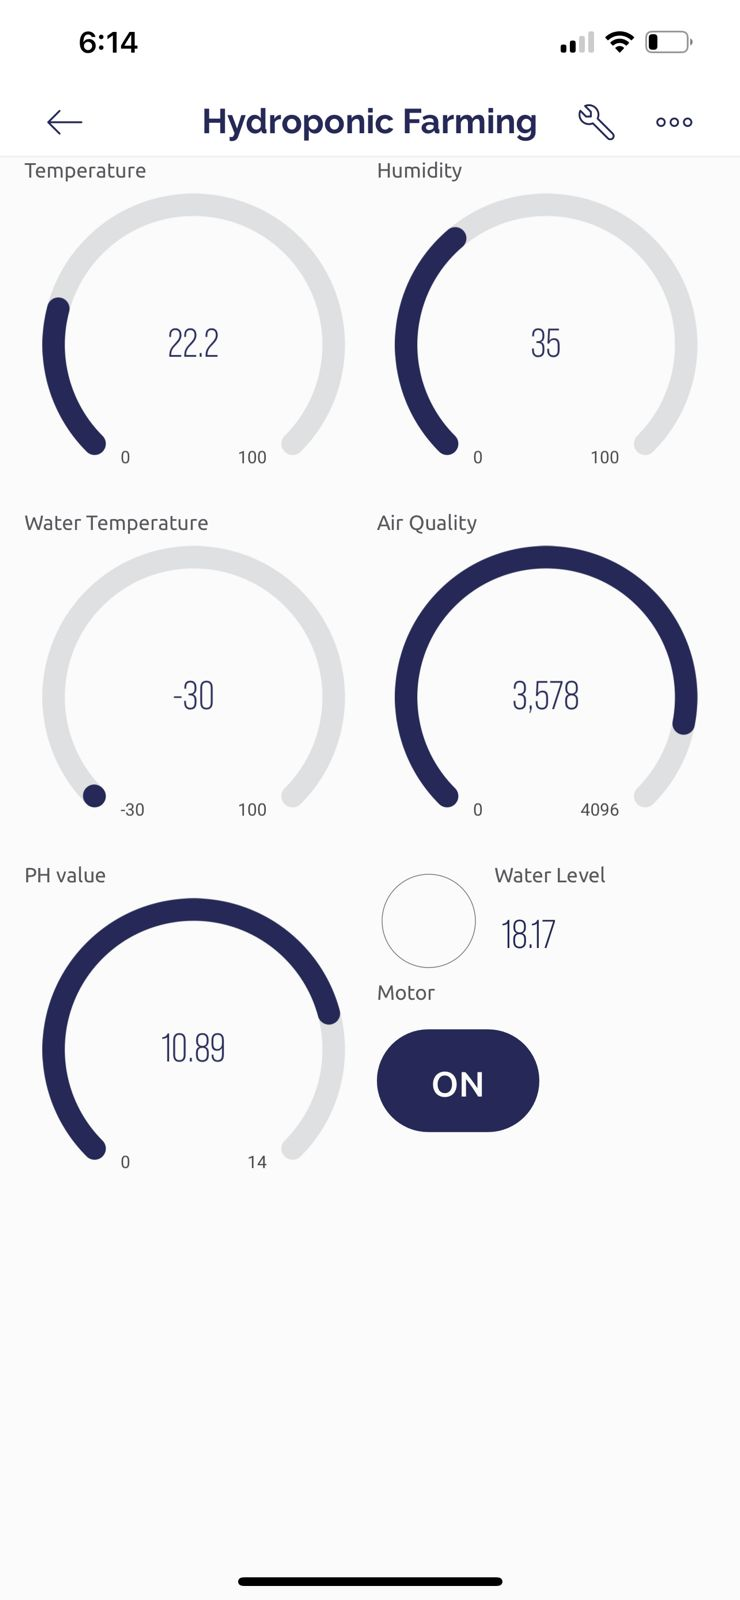 6:14
Hydroponic Farming
Temperature
Humidity
22.2
35
0
100
0
100
Water Temperature
Air Quality
-30
3,578
-30
100
0
4096
PH value
Water Level
18.17
Motor
10.89
ON
0
14